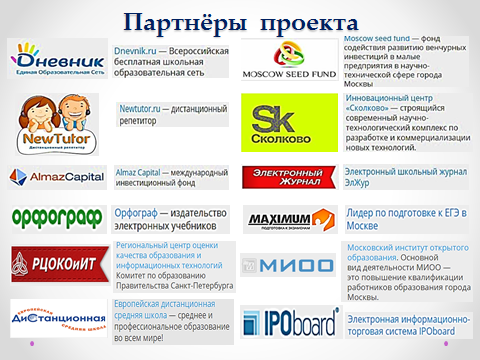 Партнёры проекта
Дневник
Единая Образовательная Сеть
Dnevnik.ru — Всероссийская
бесплатная школьная
образовательная сеть
MOSCOW SEED FUND
Moscow seed fund — фонд
содействия развитию венчурных
инвестиций в малые
предприятия в научно-
технической сфере города
Москвы
NewTutor
Дистанционный репетитор
Newtutor.ru — дистанционный
репетитор
Sk
Сколково
Инновационный центр
«Сколково» — строящийся
современный научно-
технологический комплекс по
разработке и коммерциализации
новых технологий.
AlmazCapital
Almaz Capital — международный
инвестиционный фонд
Электронный
Журнал
Электронный школьный журнал
ЭлЖур
орфограф
Орфограф — издательство
электронных учебников
MAXIMUM
подготовка к экзаменам
Лидер по подготовке к ЕГЭ в
Москве
РЦОКОиИТ
Региональный центр оценки
качества образования и
информационных технологий
Комитет по образованию
Правительства Санкт-Петербурга
МИОО
Московский институт открытого
образования. Основной
вид деятельности МИОО —
это повышение квалификации
работников образования города
Москвы.
Европейская
Дистанционная
средняя школа
Европейская дистанционная
средняя школа — среднее и
профессиональное образование
во всем мире!
IPOboard
Электронная информационно-
торговая система IPOboard